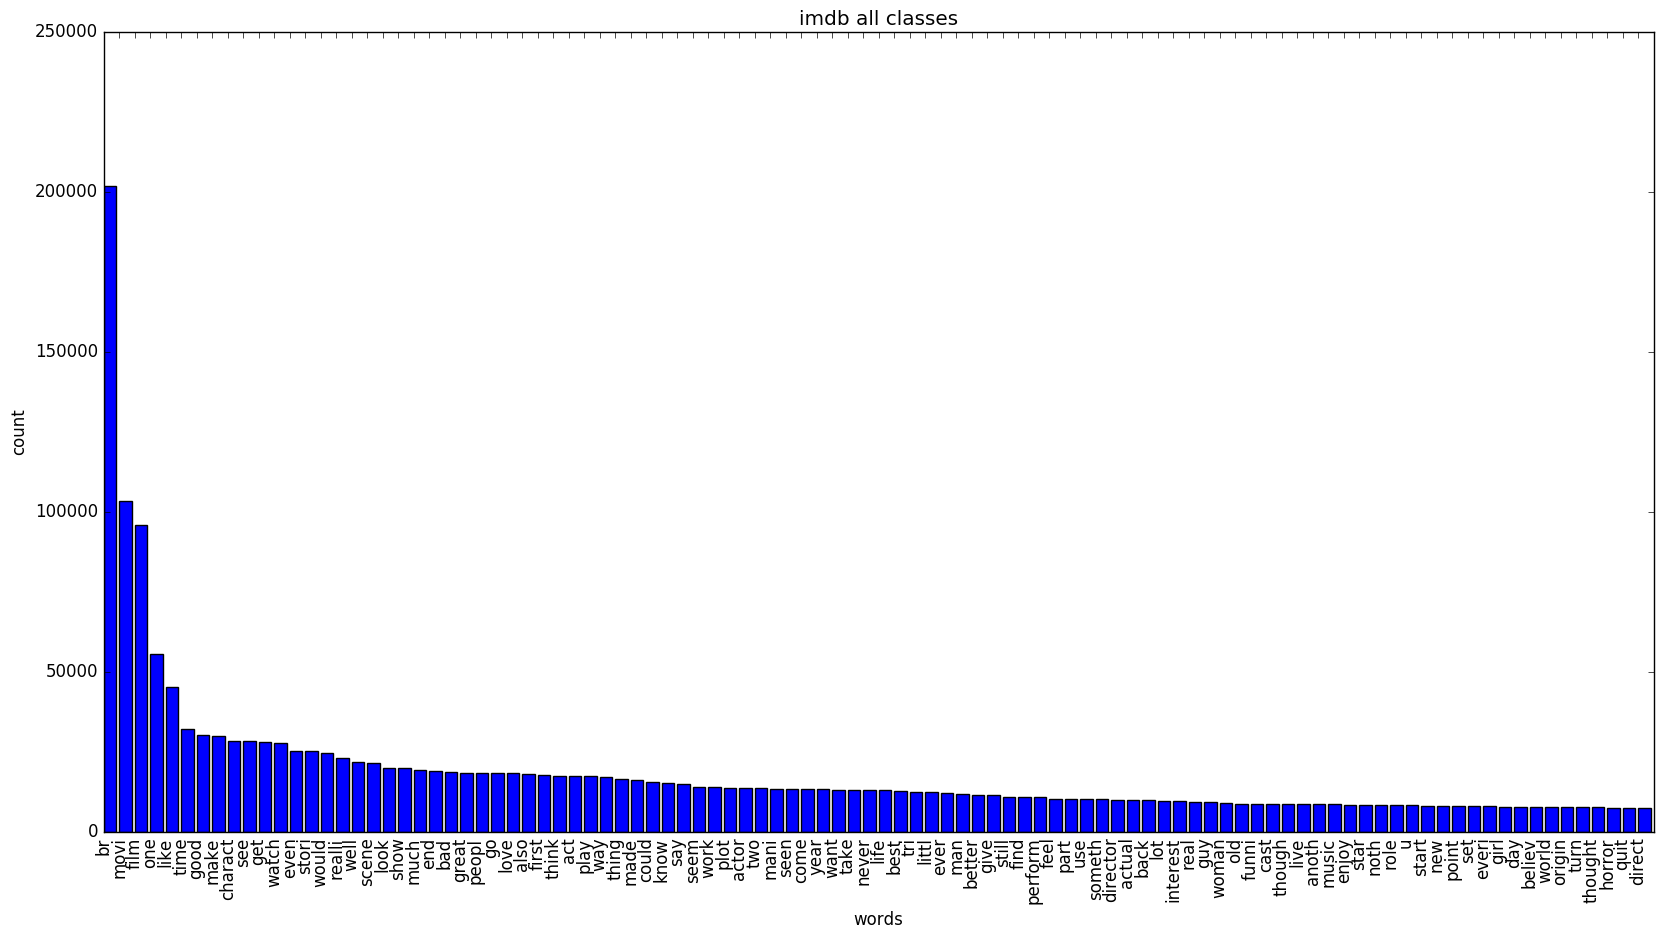 imdb all classes
250000
200000
150000
100000
50000
0
count
br
movi
film
one
like
time
good
make
charact
see
get
watch
even
stori
would
realli
well
scene
look
show
much
end
bad
great
peopl
go
love
also
first
think
act
play
way
thing
made
could
know
say
seem
work
plot
actor
two
mani
seen
come
year
want
take
never
life
best
tri
littl
ever
man
better
give
still
find
perform
feel
part
use
someth
director
actual
back
lot
interest
real
guy
woman
old
funni
cast
though
live
anoth
music
enjoy
star
noth
role
u
start
new
point
set
everi
girl
day
believ
world
origin
turn
thought
horror
quit
direct
words